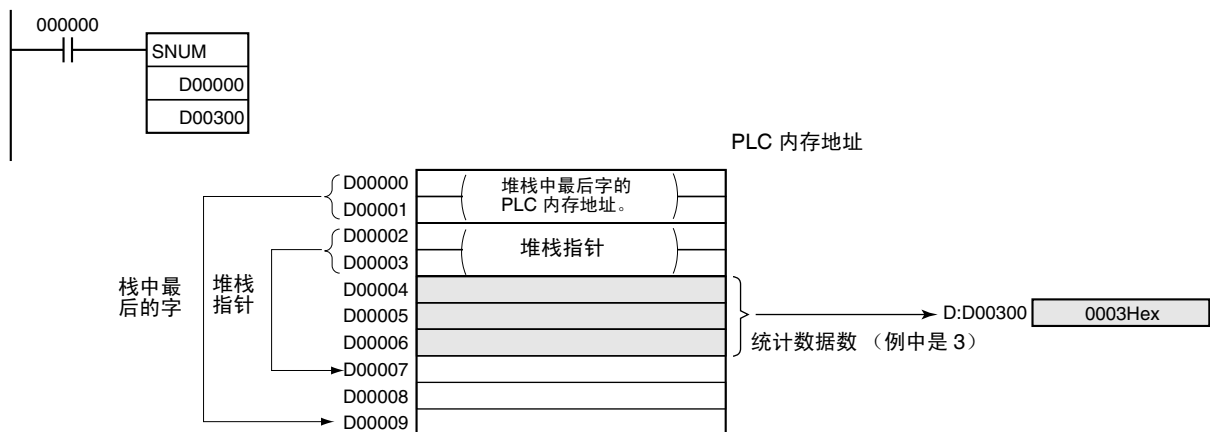 000000
SNUM
D00000
D00300
PLC 内存地址
D00000
D00001
堆栈中最后字的
PLC 内存地址。
D00002
D00003
堆栈指针
栈中最
后的字
堆栈
指针
D00004
D00005
D00006
D00007
D00008
D00009
统计数据数 （例中是 3）
D:D00300
0003Hex